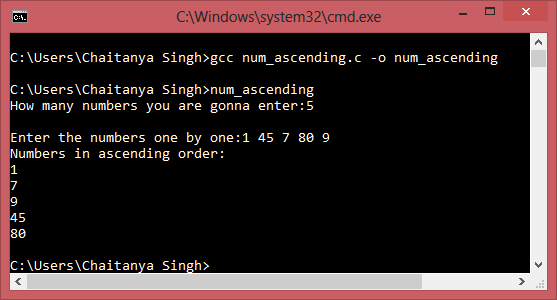 C:\Windows\system32\cmd.exe
C:\Users\Chaitanya Singh>gcc num_ascending.c -o num_ascending
C:\Users\Chaitanya Singh>num_ascending
How many numbers you are gonna enter:5
Enter the numbers one by one:1 45 7 80 9
Numbers in ascending order:
1
7
9
45
80
C:\Users\Chaitanya Singh>